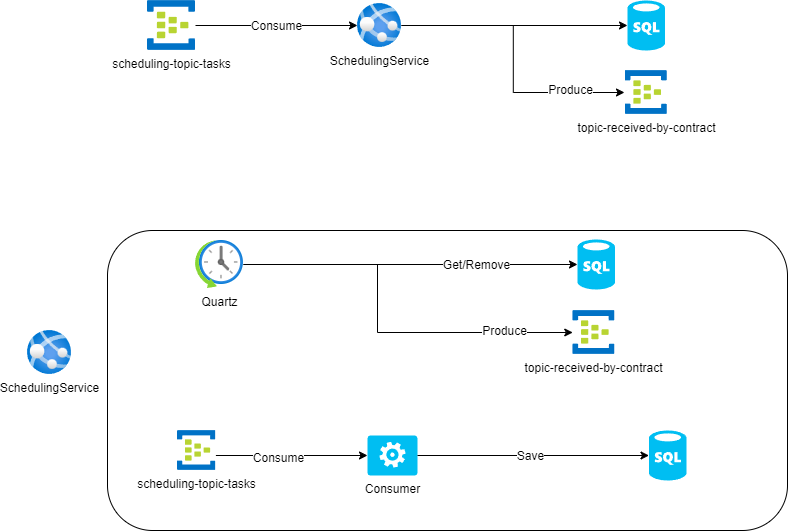 Consume
SQL
scheduling-topic-tasks
SchedulingService
Produce
topic-received-by-contract
Get/Remove
SQL
Quartz
Produce
topic-received-by-contract
SchedulingService
Consume
Save
SQL
scheduling-topic-tasks
Consumer